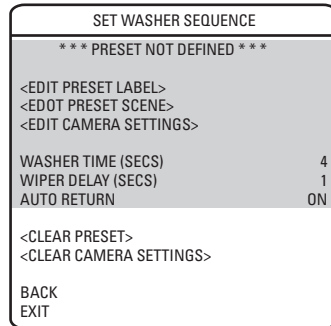 SET WASHER SEQUENCE
* * * PRESET NOT DEFINED * * *
<EDIT PRESET LABEL>
<EDOT PRESET SCENE>
<EDIT CAMERA SETTINGS>
WASHER TIME (SECS) 4
WIPER DELAY (SECS) 1
AUTO RETURN ON
<CLEAR PRESET>
<CLEAR CAMERA SETTINGS>
BACK
EXIT